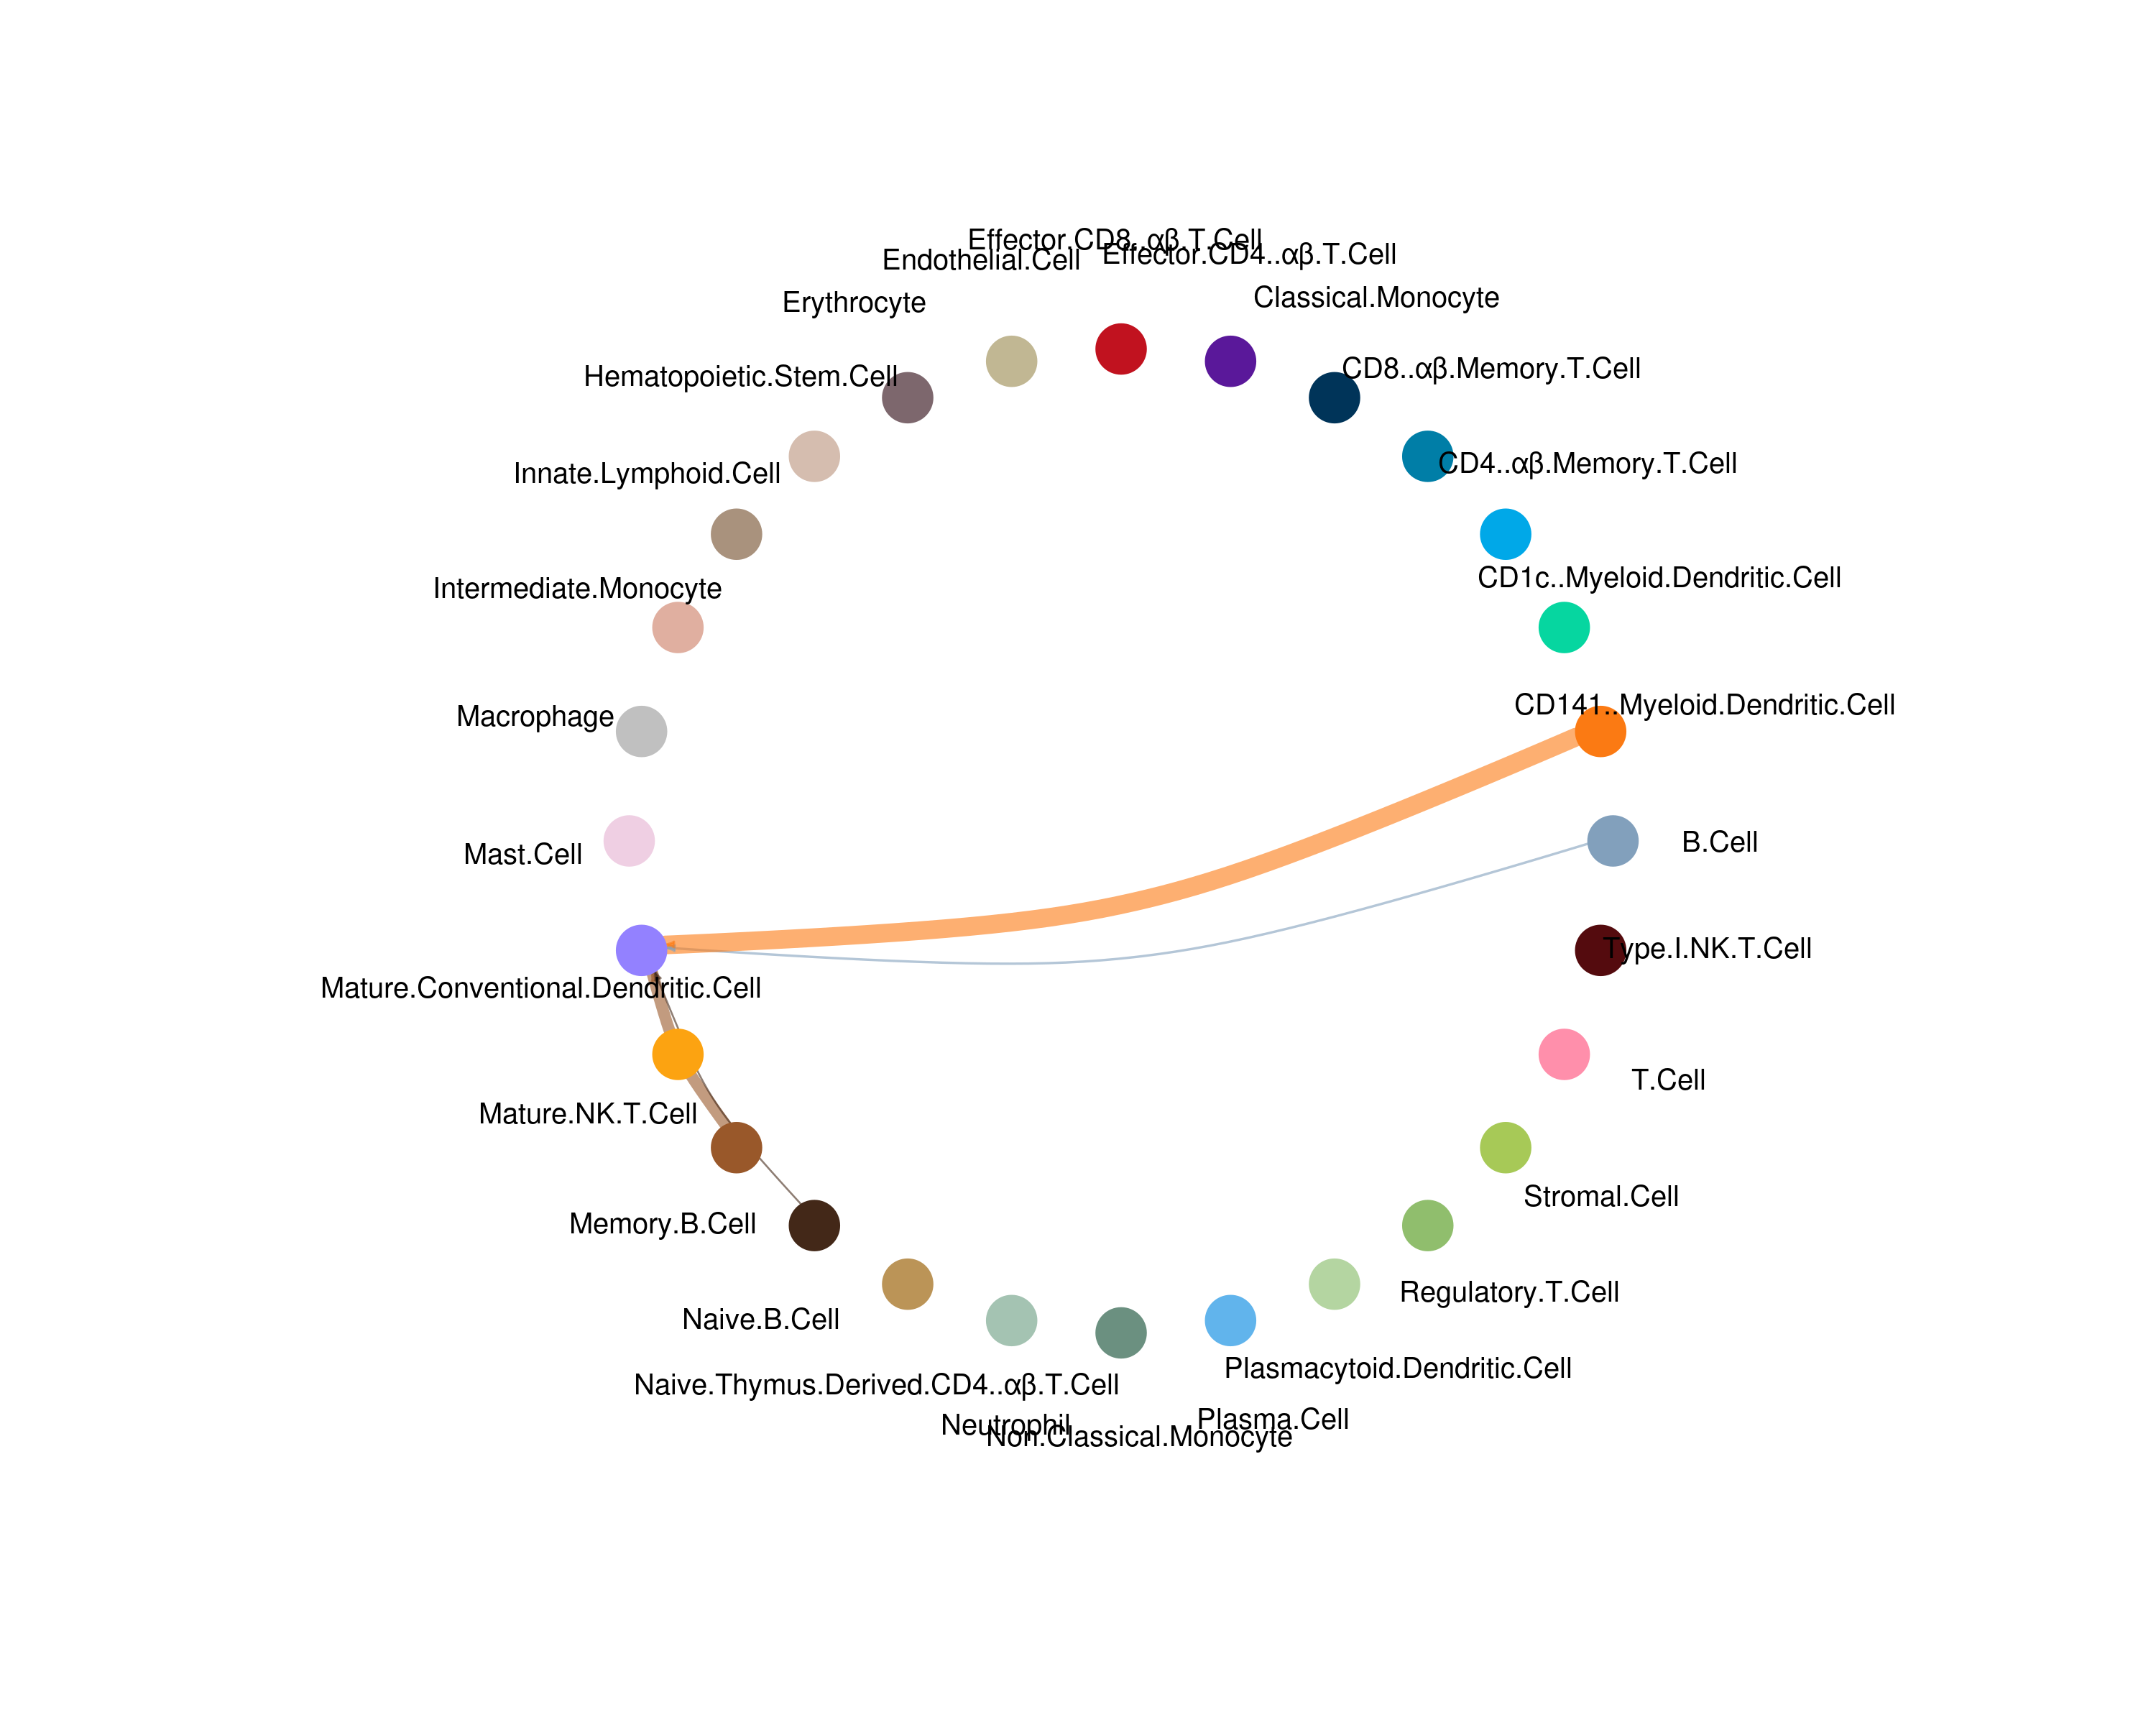 Effector.CD8..αβ.T.Cell
Effector.CD4..αβ.T.Cell
Endothelial.Cell
Classical.Monocyte
Erythrocyte
CD8..αβ.Memory.T.Cell
Hematopoietic.Stem.Cell
CD4..αβ.Memory.T.Cell
Innate.Lymphoid.Cell
CD1c..Myeloid.Dendritic.Cell
Intermediate.Monocyte
CD141..Myeloid.Dendritic.Cell
Macrophage
B.Cell
Mast.Cell
Type.I.NK.T.Cell
Mature.Conventional.Dendritic.Cell
T.Cell
Mature.NK.T.Cell
Stromal.Cell
Memory.B.Cell
Regulatory.T.Cell
Naive.B.Cell
Plasmacytoid.Dendritic.Cell
Naive.Thymus.Derived.CD4..αβ.T.Cell
Plasma.Cell
Neutrophil
Non.Classical.Monocyte